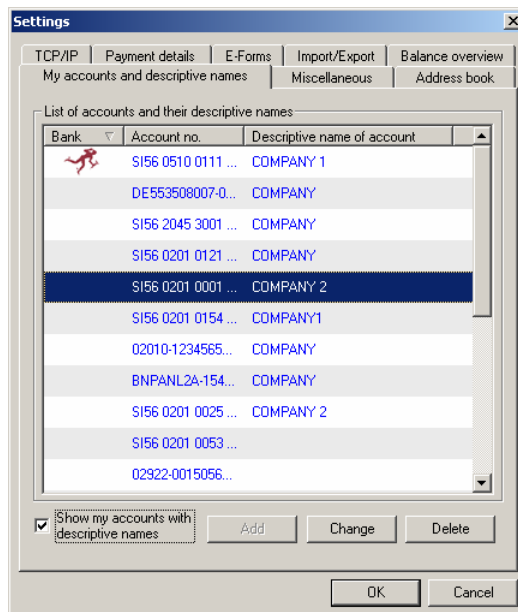 Settings
TCP/IP Payment details E-Forms Import/Export Balance overview
My accounts and descriptive names Miscellaneous Address book
List of accounts and their descriptive names
Bank Account no. Descriptive name of account
SI56 0510 0111 ... COMPANY 1
DE553508007-0... COMPANY
SI56 2045 3001 ... COMPANY
SI56 0201 0121 ... COMPANY
SI56 0201 0001 ... COMPANY 2
SI56 0201 0154 ... COMPANY1
02010-1234565... COMPANY
BNPANL2A-154... COMPANY
SI56 0201 0025 ... COMPANY 2
SI56 0201 0053 ...
02922-0015056...
Show my accounts with
descriptive names
Add Change Delete
OK Cancel